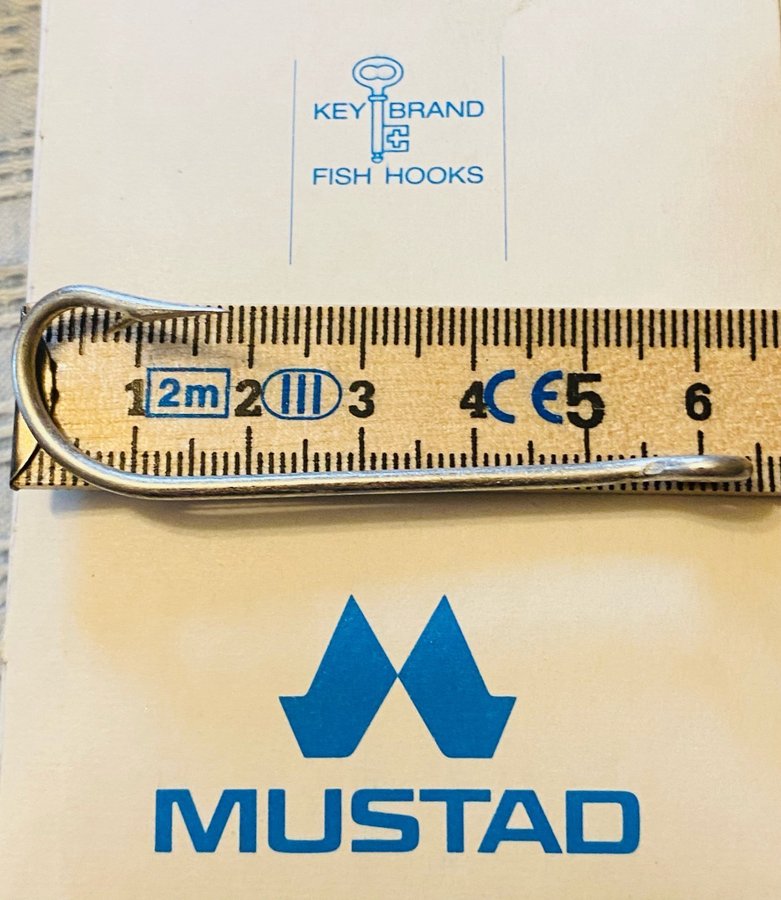 KEY BRAND
FISH HOOKS
1 2m 2 III 3 4 CE 5 6
MUSTAD